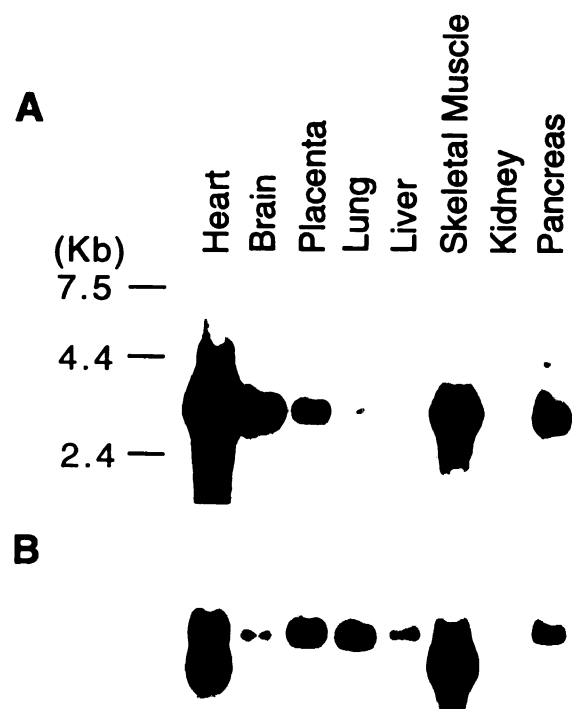 A
Heart
Brain
Placenta
Lung
Liver
Skeletal Muscle
Kidney
Pancreas
(Kb)
7.5
4.4
2.4
B